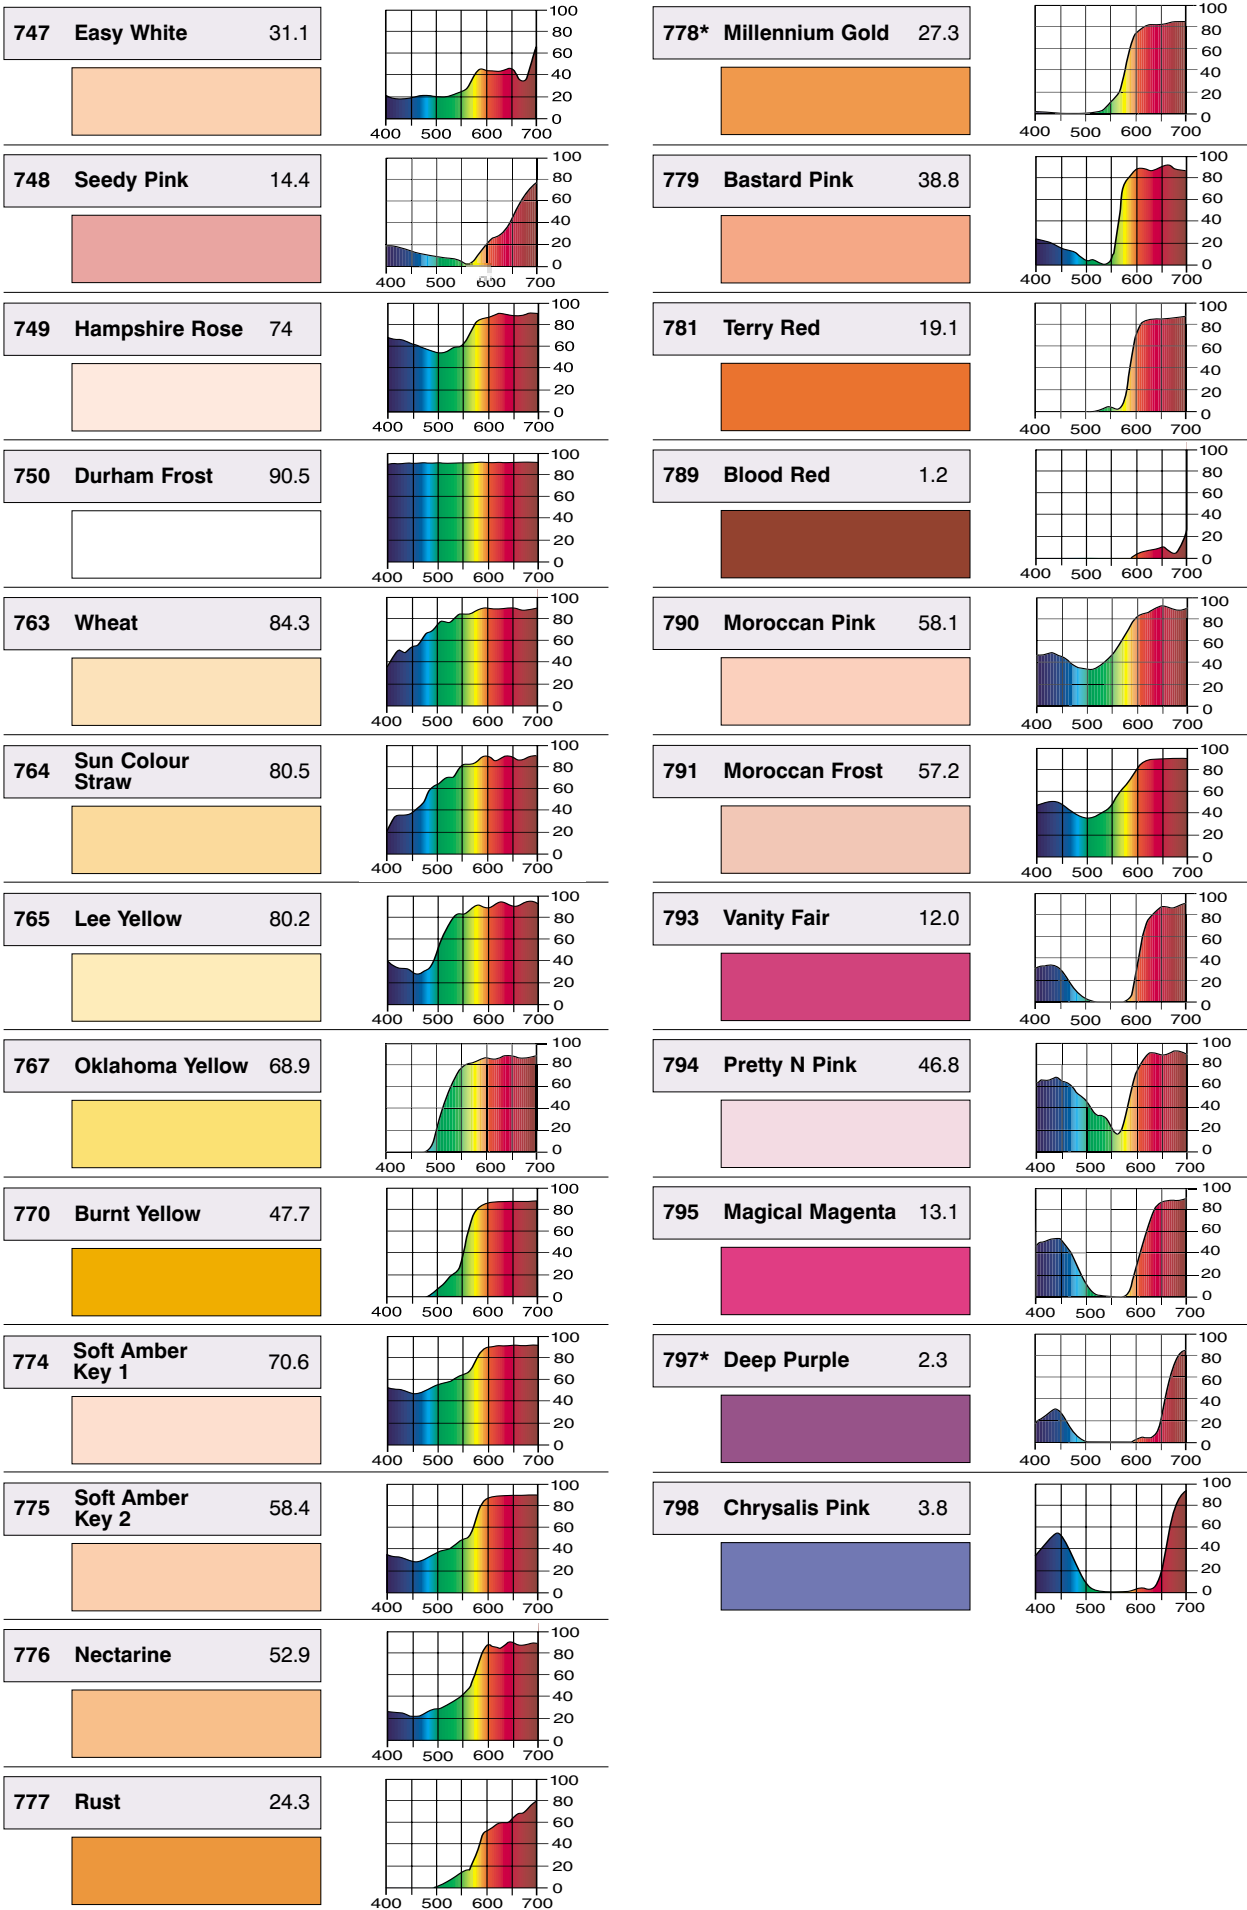 747 Easy White 31.1
100
80
60
40
20
0
400 500 600 700
748 Seedy Pink 14.4
100
80
60
40
20
0
400 500 600 700
749 Hampshire Rose 74
100
80
60
40
20
0
400 500 600 700
750 Durham Frost 90.5
100
80
60
40
20
0
400 500 600 700
763 Wheat 84.3
100
80
60
40
20
0
400 500 600 700
764 Sun Colour
Straw 80.5
100
80
60
40
20
0
400 500 600 700
765 Lee Yellow 80.2
100
80
60
40
20
0
400 500 600 700
767 Oklahoma Yellow 68.9
100
80
60
40
20
0
400 500 600 700
770 Burnt Yellow 47.7
100
80
60
40
20
0
400 500 600 700
774 Soft Amber
Key 1 70.6
100
80
60
40
20
0
400 500 600 700
775 Soft Amber
Key 2 58.4
100
80
60
40
20
0
400 500 600 700
776 Nectarine 52.9
100
80
60
40
20
0
400 500 600 700
777 Rust 24.3
100
80
60
40
20
0
400 500 600 700
778* Millennium Gold 27.3
100
80
60
40
20
0
400 500 600 700
779 Bastard Pink 38.8
100
80
60
40
20
0
400 500 600 700
781 Terry Red 19.1
100
80
60
40
20
0
400 500 600 700
789 Blood Red 1.2
100
80
60
40
20
0
400 500 600 700
790 Moroccan Pink 58.1
100
80
60
40
20
0
400 500 600 700
791 Moroccan Frost 57.2
100
80
60
40
20
0
400 500 600 700
793 Vanity Fair 12.0
100
80
60
40
20
0
400 500 600 700
794 Pretty N Pink 46.8
100
80
60
40
20
0
400 500 600 700
795 Magical Magenta 13.1
100
80
60
40
20
0
400 500 600 700
797* Deep Purple 2.3
100
80
60
40
20
0
400 500 600 700
798 Chrysalis Pink 3.8
100
80
60
40
20
0
400 500 600 700